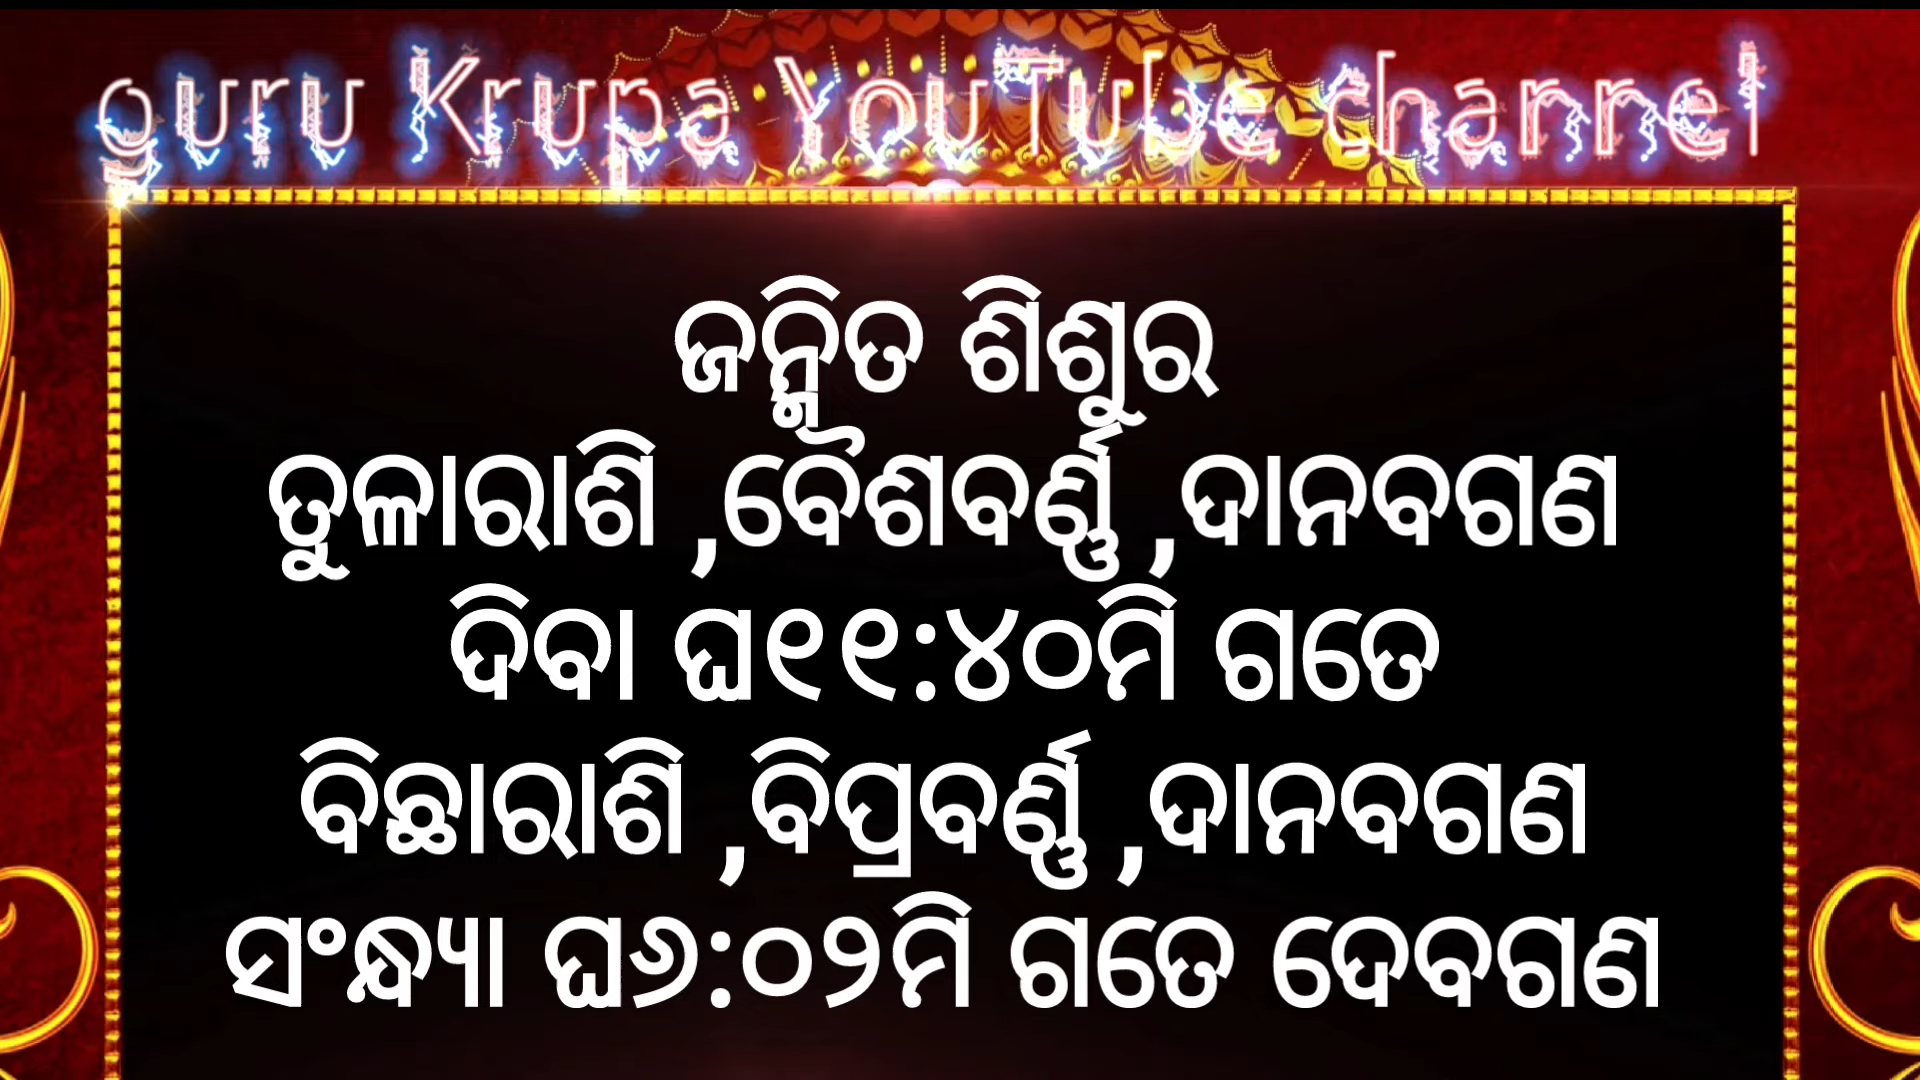 guru Krupa YouTube channel
ଜନ୍ମିତ ଶିଶୁର
ତୁଳାରାଶି ,ବୈଶବର୍ଣ୍ଣ ,ଦାନବଗଣ
ଦିବା ଘ୧୧:୪୦ମି ଗତେ
ବିଛାରାଶି ,ବିପ୍ରବର୍ଣ୍ଣ ,ଦାନବଗଣ
ସଂନ୍ଧ୍ୟା ଘ୬:୦୨ମି ଗତେ ଦେବଗଣ